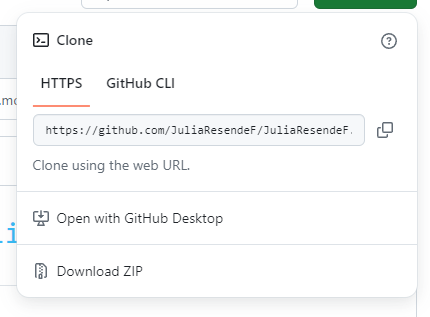 Clone
HTTPS GitHub CLI
https://github.com/JuliaResendeF/JuliaResendeF.
Clone using the web URL.
Open with GitHub Desktop
Download ZIP